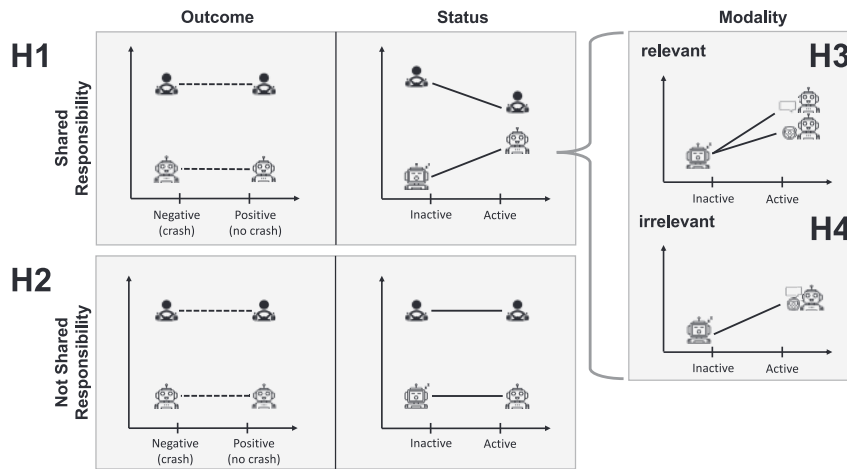 Outcome
Status
Modality
H1
Shared
Responsibility
Negative
(crash)
Positive
(no crash)
Inactive
Active
relevant
H3
Inactive
Active
irrelevant
H4
Inactive
Active
H2
Not Shared
Responsibility
Negative
(crash)
Positive
(no crash)
Inactive
Active